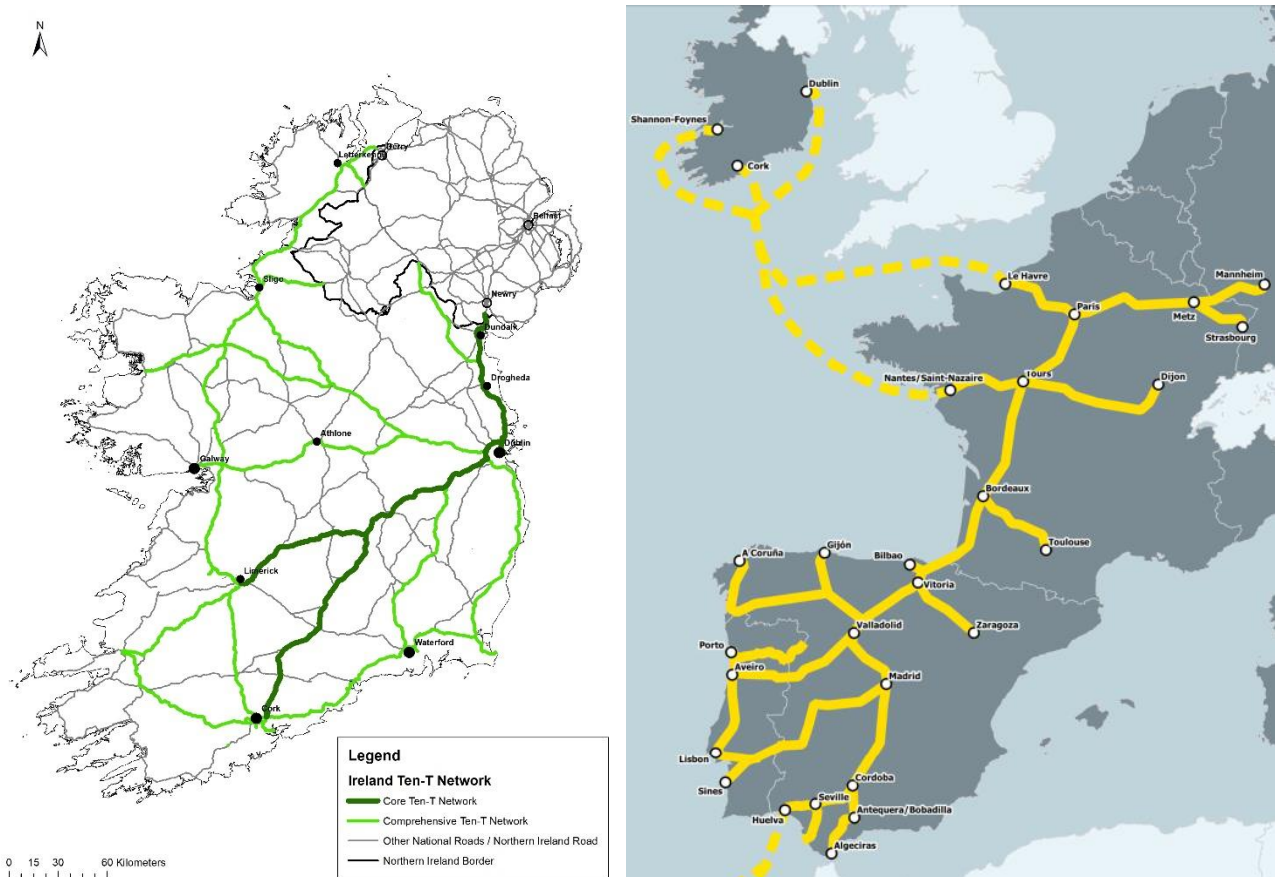 N
Letterkenny
Derry
Belfast
Sligo
Newry
Dundalk
Drogheda
Athlone
Dublin
Galway
Limerick
Waterford
Cork
Legend
Ireland Ten-T Network
Core Ten-T Network
Comprehensive Ten-T Network
Other National Roads / Northern Ireland Road
Northern Ireland Border
0 15 30 60 Kilometers
Dublin
Shannon-Foynes
Cork
Le Havre
Mannheim
Paris
Metz
Strasbourg
Nantes/Saint-Nazaire
Tours
Dijon
Bordeaux
Toulouse
A Coruña
Gijón
Bilbao
Vitoria
Valladolid
Zaragoza
Porto
Aveiro
Madrid
Lisbon
Sines
Cordoba
Seville
Huelva
Antequera/Bobadilla
Algeciras